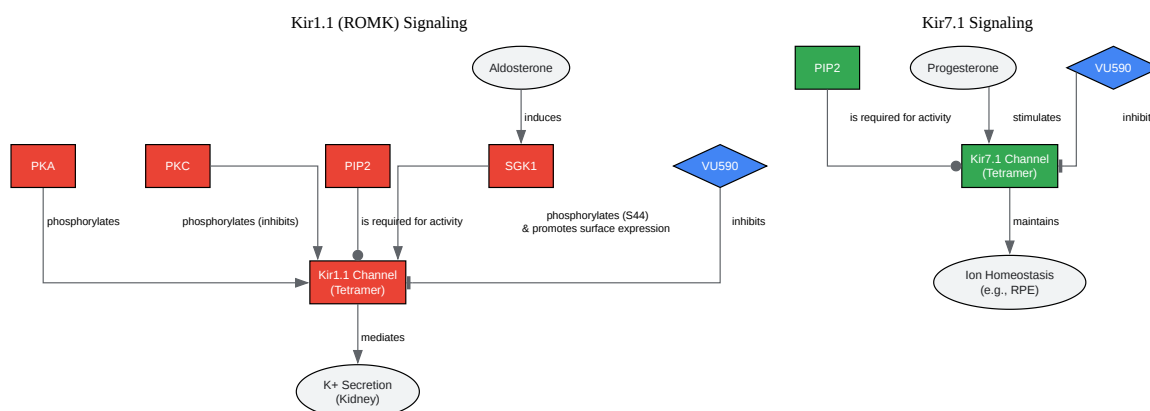 Kir1.1 (ROMK) Signaling
Kir7.1 Signaling
Aldosterone
PIP2
Progesterone
VU590
induces
is required for activity
stimulates
inhibit
PKA
PKC
PIP2
SGK1
VU590
Kir7.1 Channel
(Tetramer)
phosphorylates
phosphorylates (inhibits)
is required for activity
phosphorylates (S44)
& promotes surface expression
inhibits
maintains
Kir1.1 Channel
(Tetramer)
Ion Homeostasis
(e.g., RPE)
mediates
K+ Secretion
(Kidney)